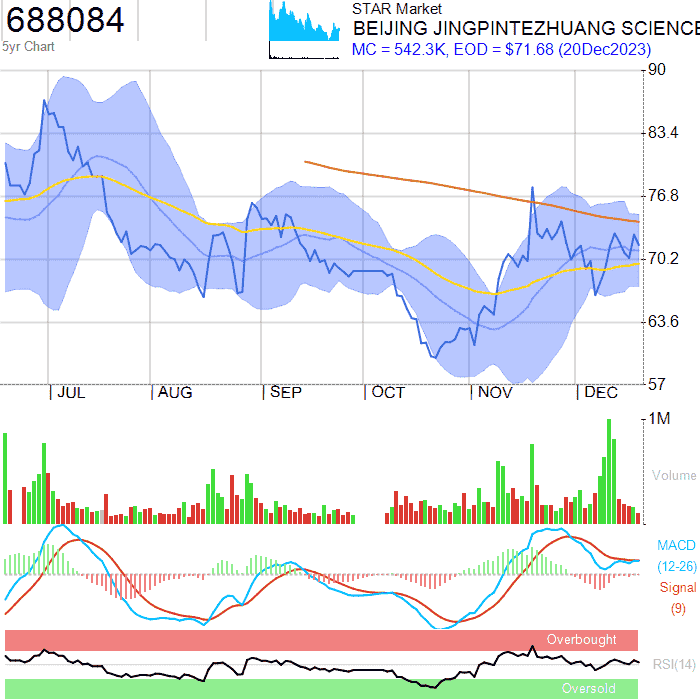 688084
5yr Chart
STAR Market
BEIJING JINGPINTEZHUANG SCIENCE
MC = 542.3K, EOD = $71.68 (20Dec2023)
90
83.4
76.8
70.2
63.6
57
JUL
AUG
SEP
OCT
NOV
DEC
1M
Volume
MACD
(12-26)
Signal
(9)
Overbought
RSI(14)
Oversold